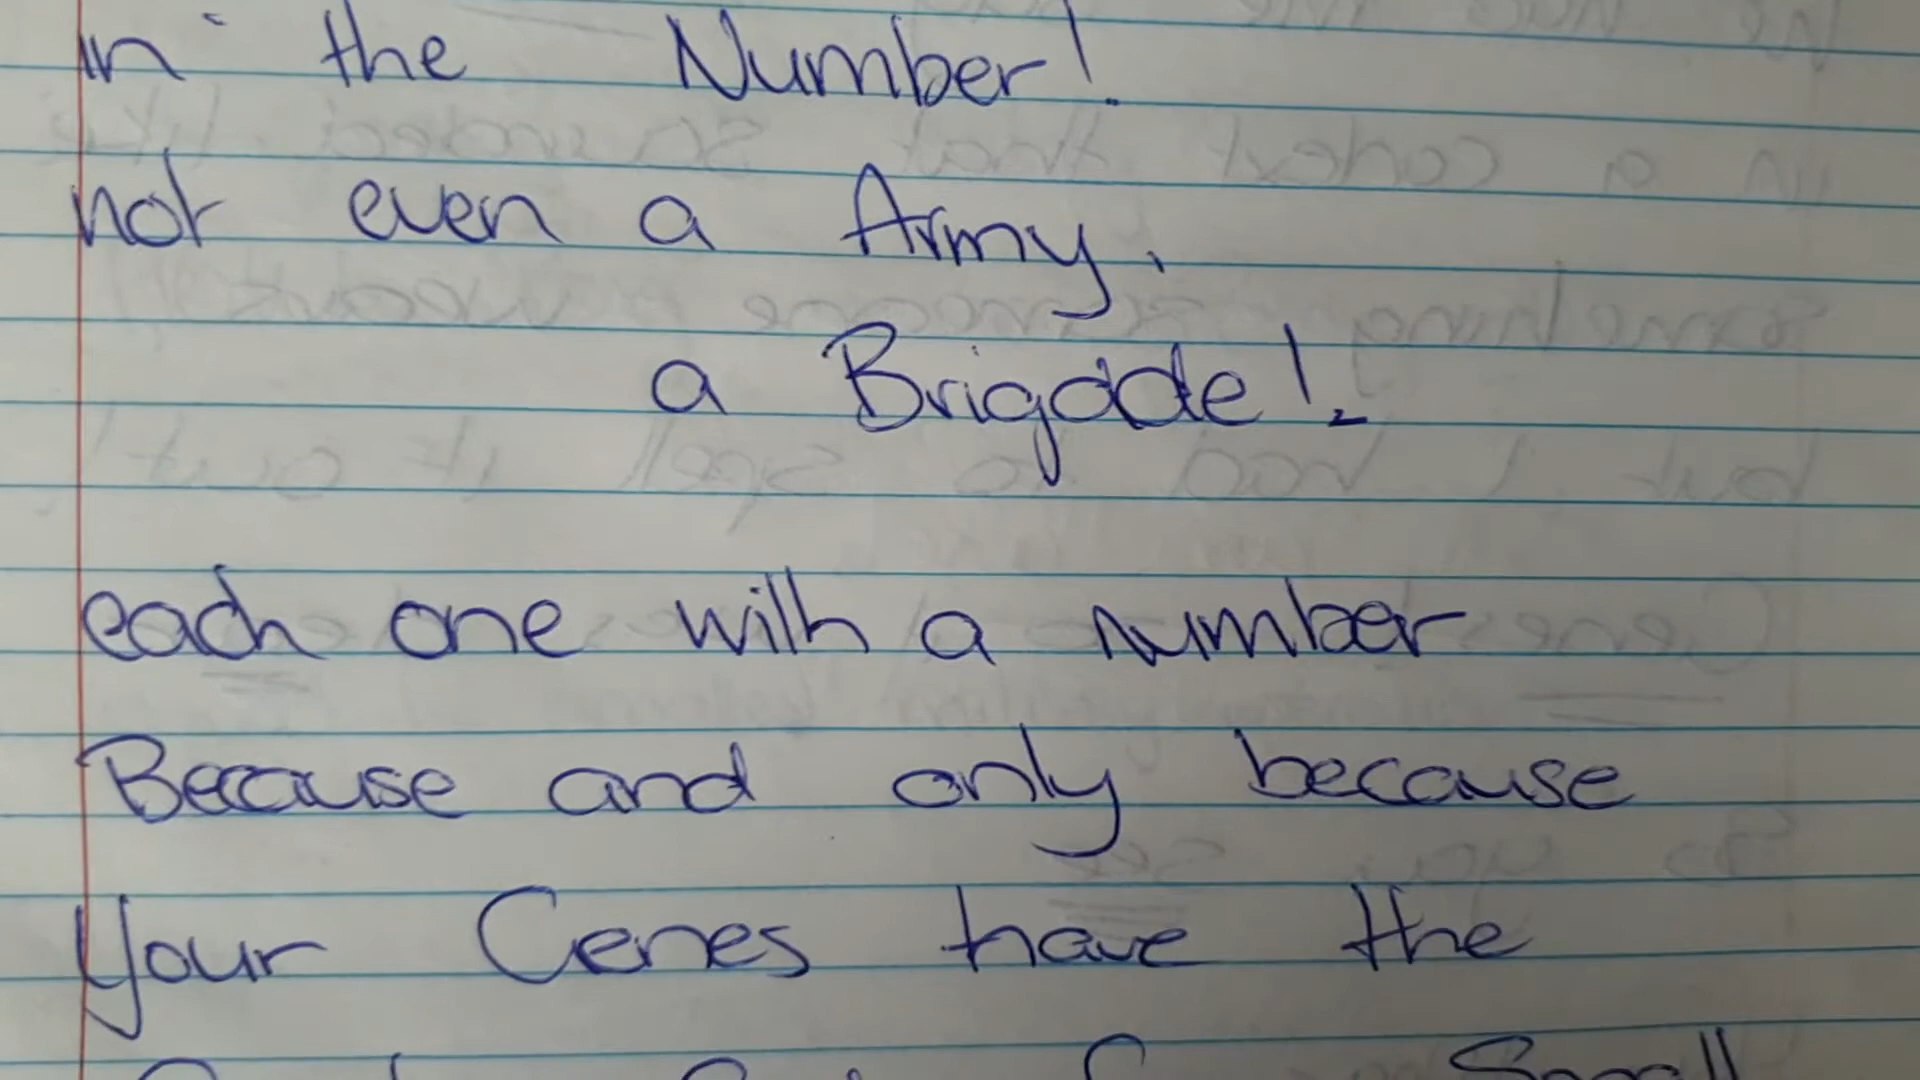 in the Number!
not even a Army,
a Brigade!
each one with a number
Because and only because
Your Genes have the